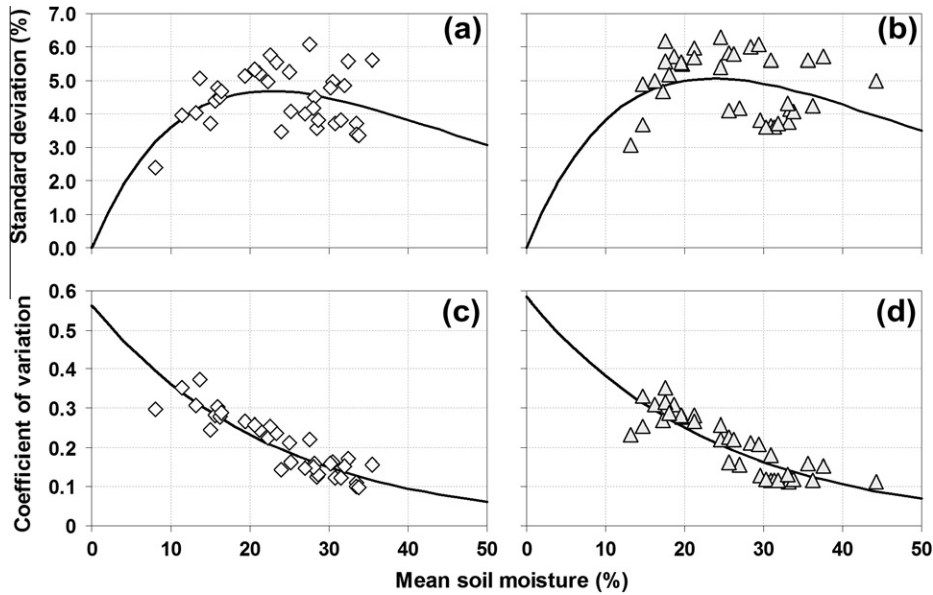 (a)
(b)
Standard deviation (%)
7.0
6.0
5.0
4.0
3.0
2.0
1.0
0.0
(c)
(d)
Coefficient of variation
0.6
0.5
0.4
0.3
0.2
0.1
0
0 10 20 30 40 50
0 10 20 30 40 50
Mean soil moisture (%)